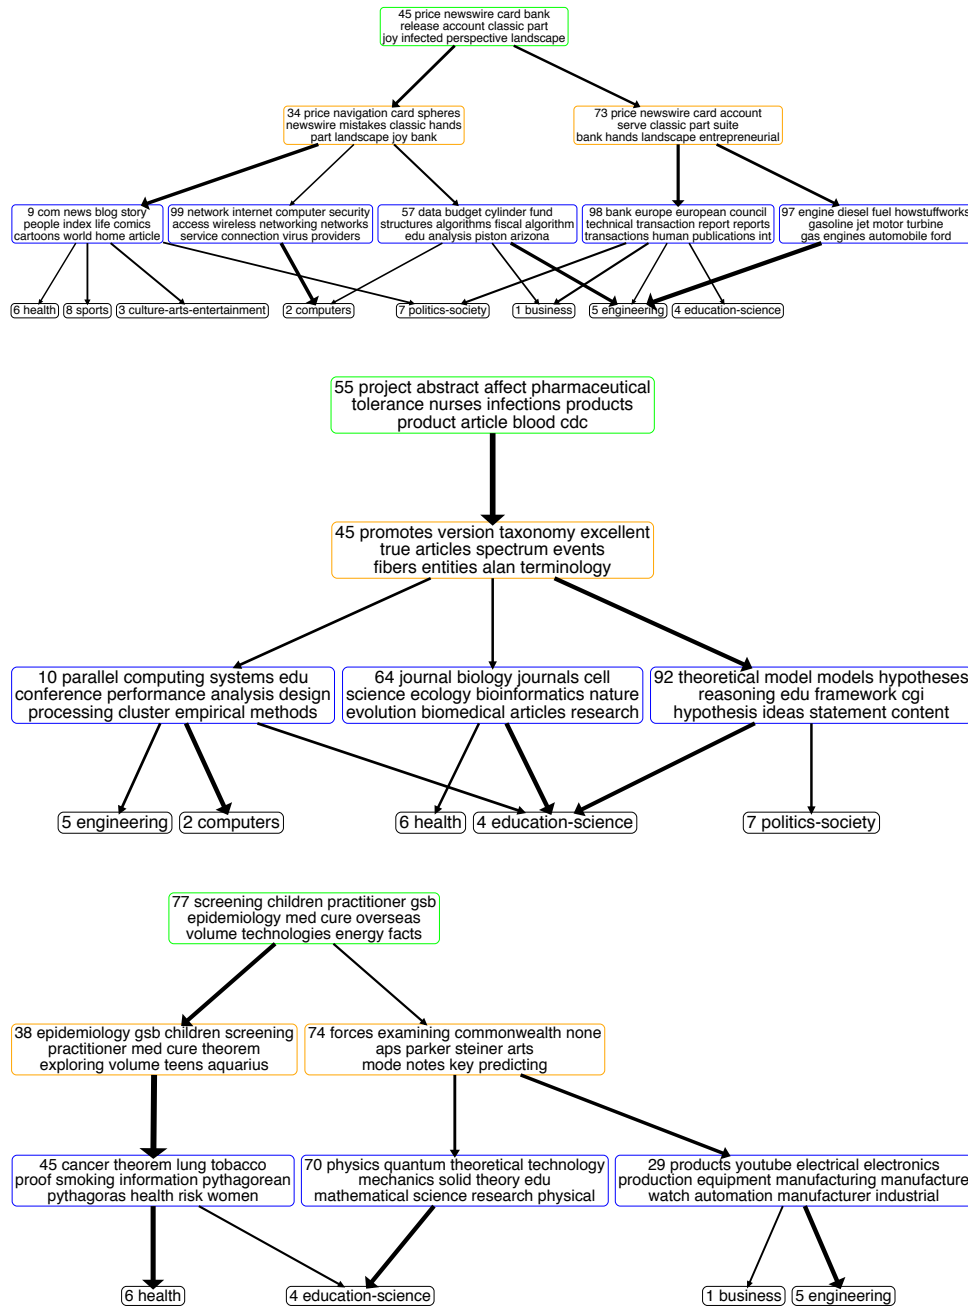 45 price newswire card bank
release account classic part
joy infected perspective landscape
34 price navigation card spheres
newswire mistakes classic hands
part landscape joy bank
73 price newswire card account
serve classic part suite
bank hands landscape entrepreneurial
9 com news blog story
people index life comics
cartoons world home article
99 network internet computer security
access wireless networking networks
service connection virus providers
57 data budget cylinder fund
structures algorithms fiscal algorithm
edu analysis piston arizona
98 bank europe european council
technical transaction report reports
transactions human publications int
97 engine diesel fuel howstuffworks
gasoline jet motor turbine
gas engines automobile ford
6 health
8 sports
3 culture-arts-entertainment
2 computers
7 politics-society
1 business
5 engineering
4 education-science
55 project abstract affect pharmaceutical
tolerance nurses infections products
product article blood cdc
45 promotes version taxonomy excellent
true articles spectrum events
fibers entities alan terminology
10 parallel computing systems edu
conference performance analysis design
processing cluster empirical methods
64 journal biology journals cell
science ecology bioinformatics nature
evolution biomedical articles research
92 theoretical model models hypotheses
reasoning edu framework cgi
hypothesis ideas statement content
5 engineering
2 computers
6 health
4 education-science
7 politics-society
77 screening children practitioner gsb
epidemiology med cure overseas
volume technologies energy facts
38 epidemiology gsb children screening
practitioner med cure theorem
exploring volume teens aquarius
74 forces examining commonwealth none
aps parker steiner arts
mode notes key predicting
45 cancer theorem lung tobacco
proof smoking information pythagorean
pythagoras health risk women
70 physics quantum theoretical technology
mechanics solid theory edu
mathematical science research physical
29 products youtube electrical electronics
production equipment manufacturing manufacture
watch automation manufacturer industrial
6 health
4 education-science
1 business
5 engineering